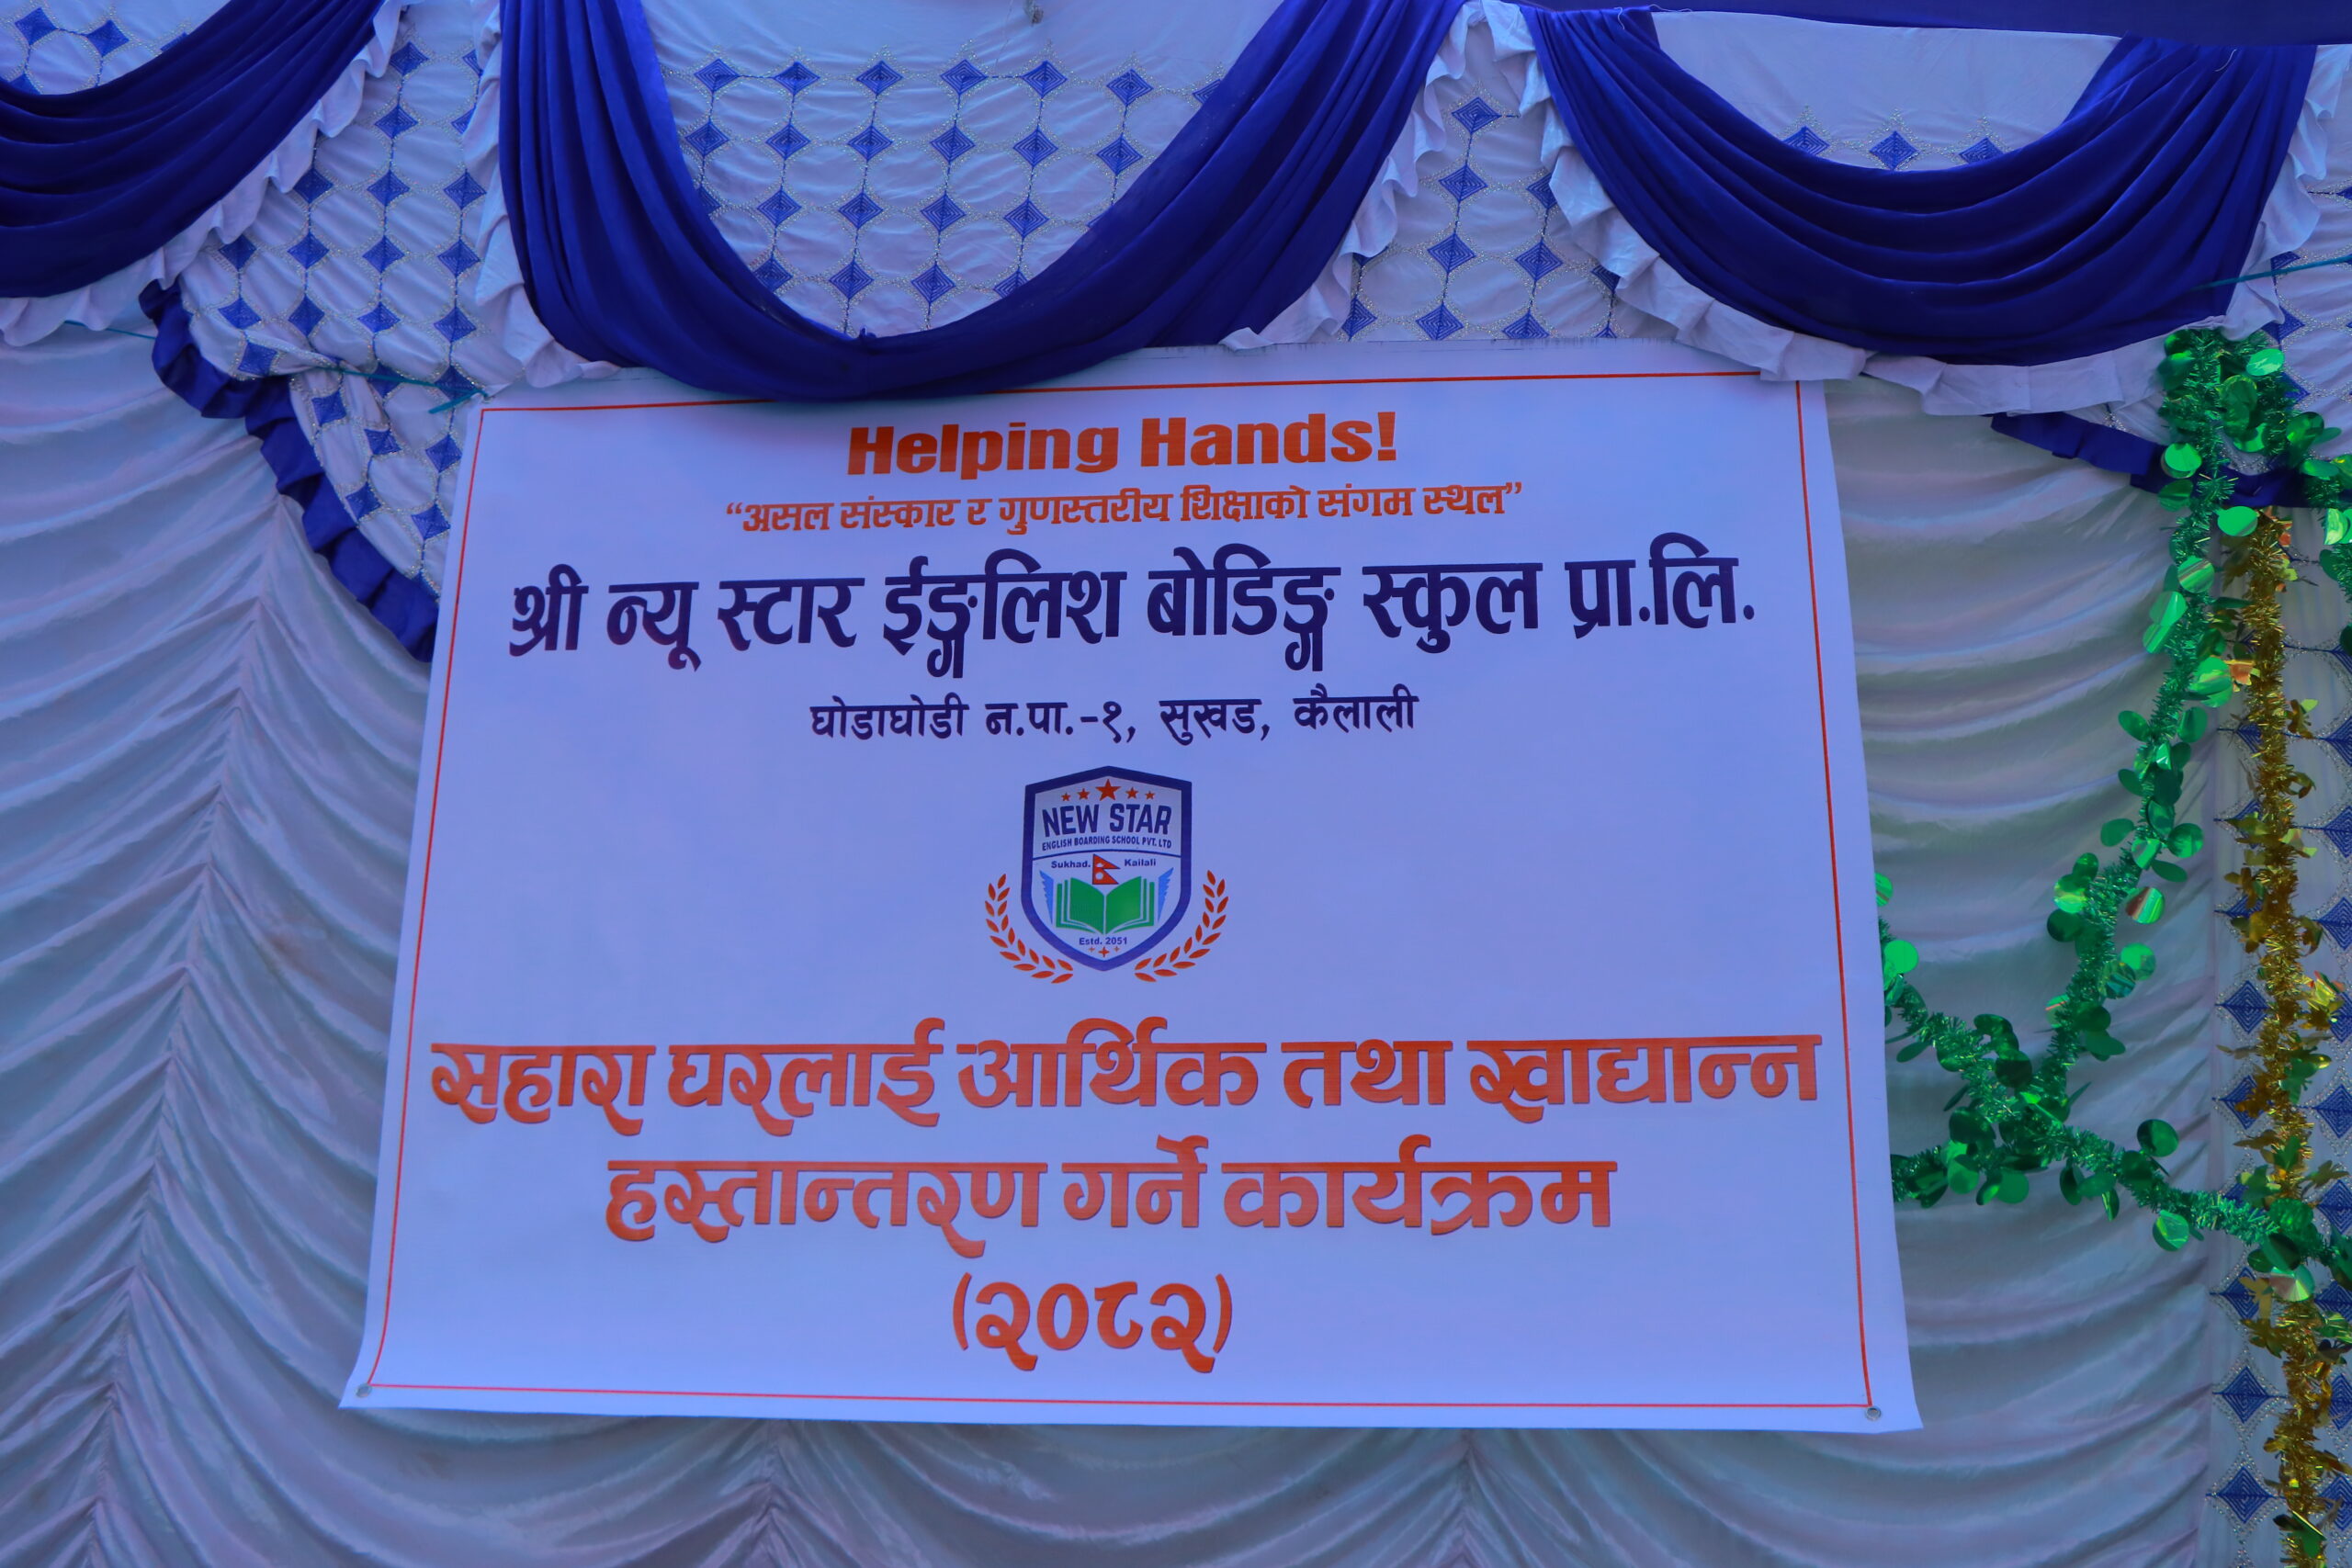 Helping Hands!
“असल संस्कार र गुणस्तरीय शिक्षाको संगम स्थल”
श्री न्यू स्टार ईङ्गलिश बोडिङ्ग स्कुल प्रा.लि.
घोडाघोडी न.पा.-१, सुखड, कैलाली
NEW STAR
ENGLISH BOARDING SCHOOL PVT. LTD
Sukhad. Kailali
Estd. 2051
सहारा घरलाई आर्थिक तथा खाद्यान्न
हस्तान्तरण गर्ने कार्यक्रम
(२०८२)